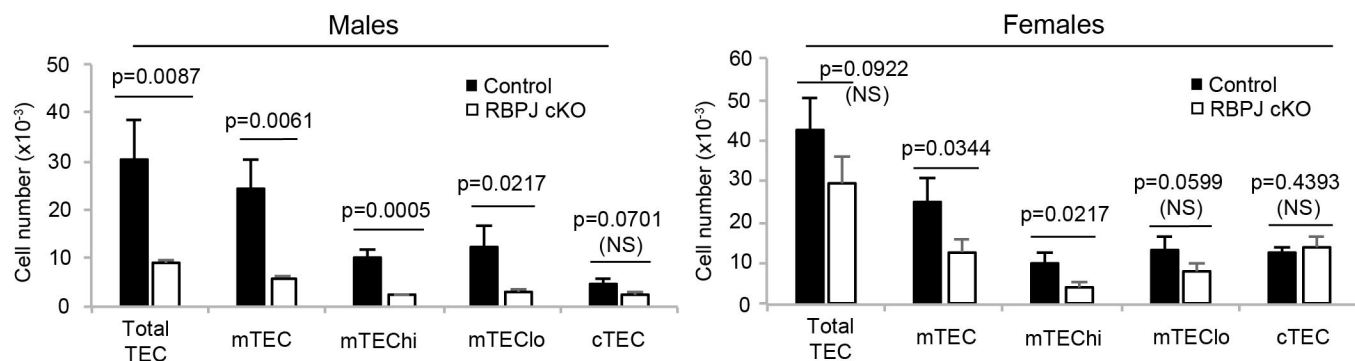 Males
Cell number (x10-3)
50
40
30
20
10
0
p=0.0087
p=0.0061
p=0.0005
p=0.0217
p=0.0701
(NS)
Control
RBPJ cKO
Total
TEC
mTEC
mTEChi
mTEClo
cTEC
Females
Cell number (x10-3)
60
50
40
30
20
10
0
p=0.0922
(NS)
p=0.0344
p=0.0217
p=0.0599
(NS)
p=0.4393
(NS)
Control
RBPJ cKO
Total
TEC
mTEC
mTEChi
mTEClo
cTEC